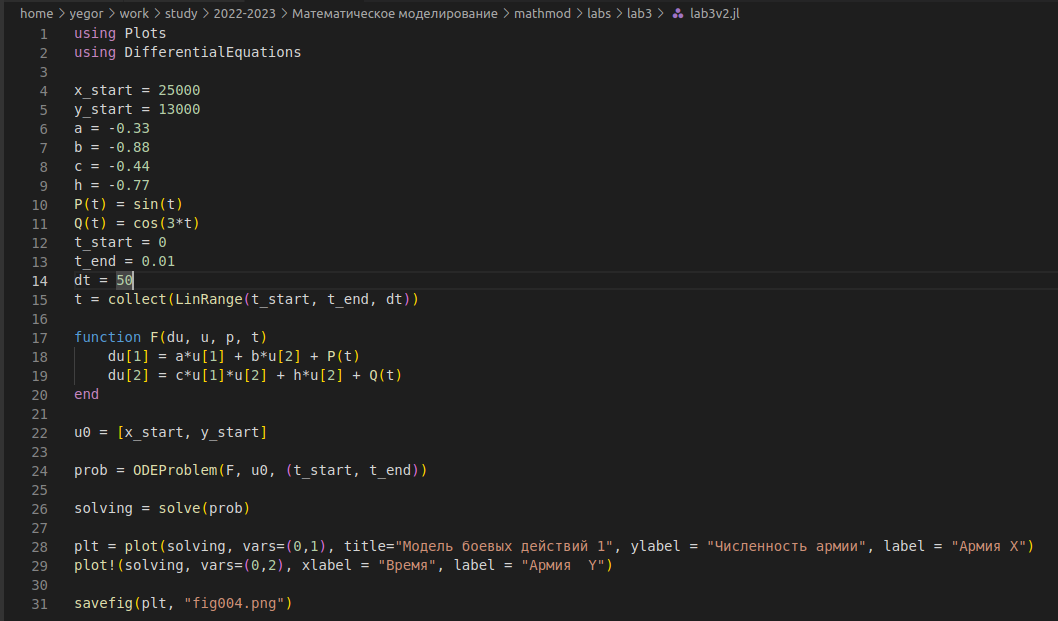 home > yegor > work > study > 2022-2023 > Математическое моделирование > mathmod > labs > lab3 > lab3v2.jl
1 using Plots
2 using DifferentialEquations
3
4 x_start = 25000
5 y_start = 13000
6 a = -0.33
7 b = -0.88
8 c = -0.44
9 h = -0.77
10 P(t) = sin(t)
11 Q(t) = cos(3*t)
12 t_start = 0
13 t_end = 0.01
14 dt = 50
15 t = collect(LinRange(t_start, t_end, dt))
16
17 function F(du, u, p, t)
18     du[1] = a*u[1] + b*u[2] + P(t)
19     du[2] = c*u[1]*u[2] + h*u[2] + Q(t)
20 end
21
22 u0 = [x_start, y_start]
23
24 prob = ODEProblem(F, u0, (t_start, t_end))
25
26 solving = solve(prob)
27
28 plt = plot(solving, vars=(0,1), title="Модель боевых действий 1", ylabel = "Численность армии", label = "Армия X")
29 plot!(solving, vars=(0,2), xlabel = "Время", label = "Армия  Y")
30
31 savefig(plt, "fig004.png")